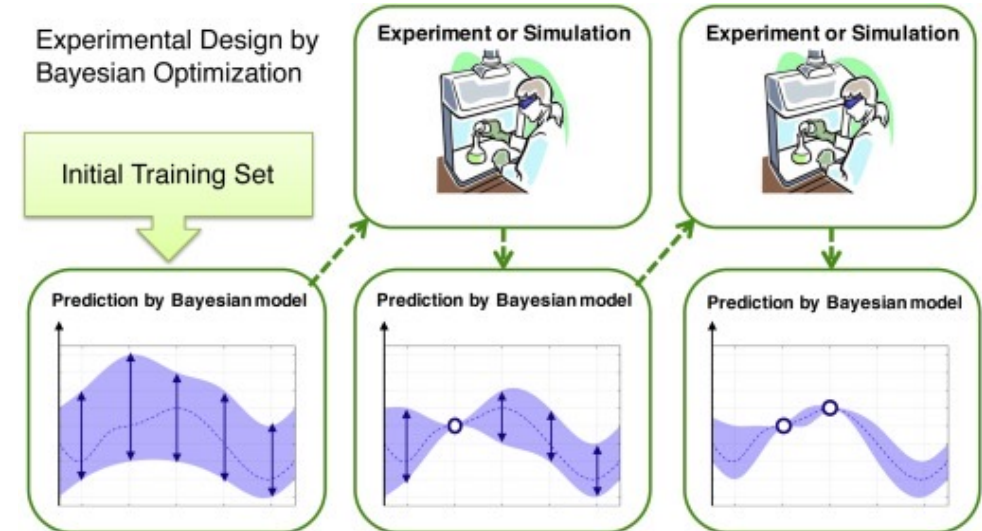 Experimental Design by
Bayesian Optimization
Initial Training Set
Experiment or Simulation
Experiment or Simulation
Prediction by Bayesian model
Prediction by Bayesian model
Prediction by Bayesian model